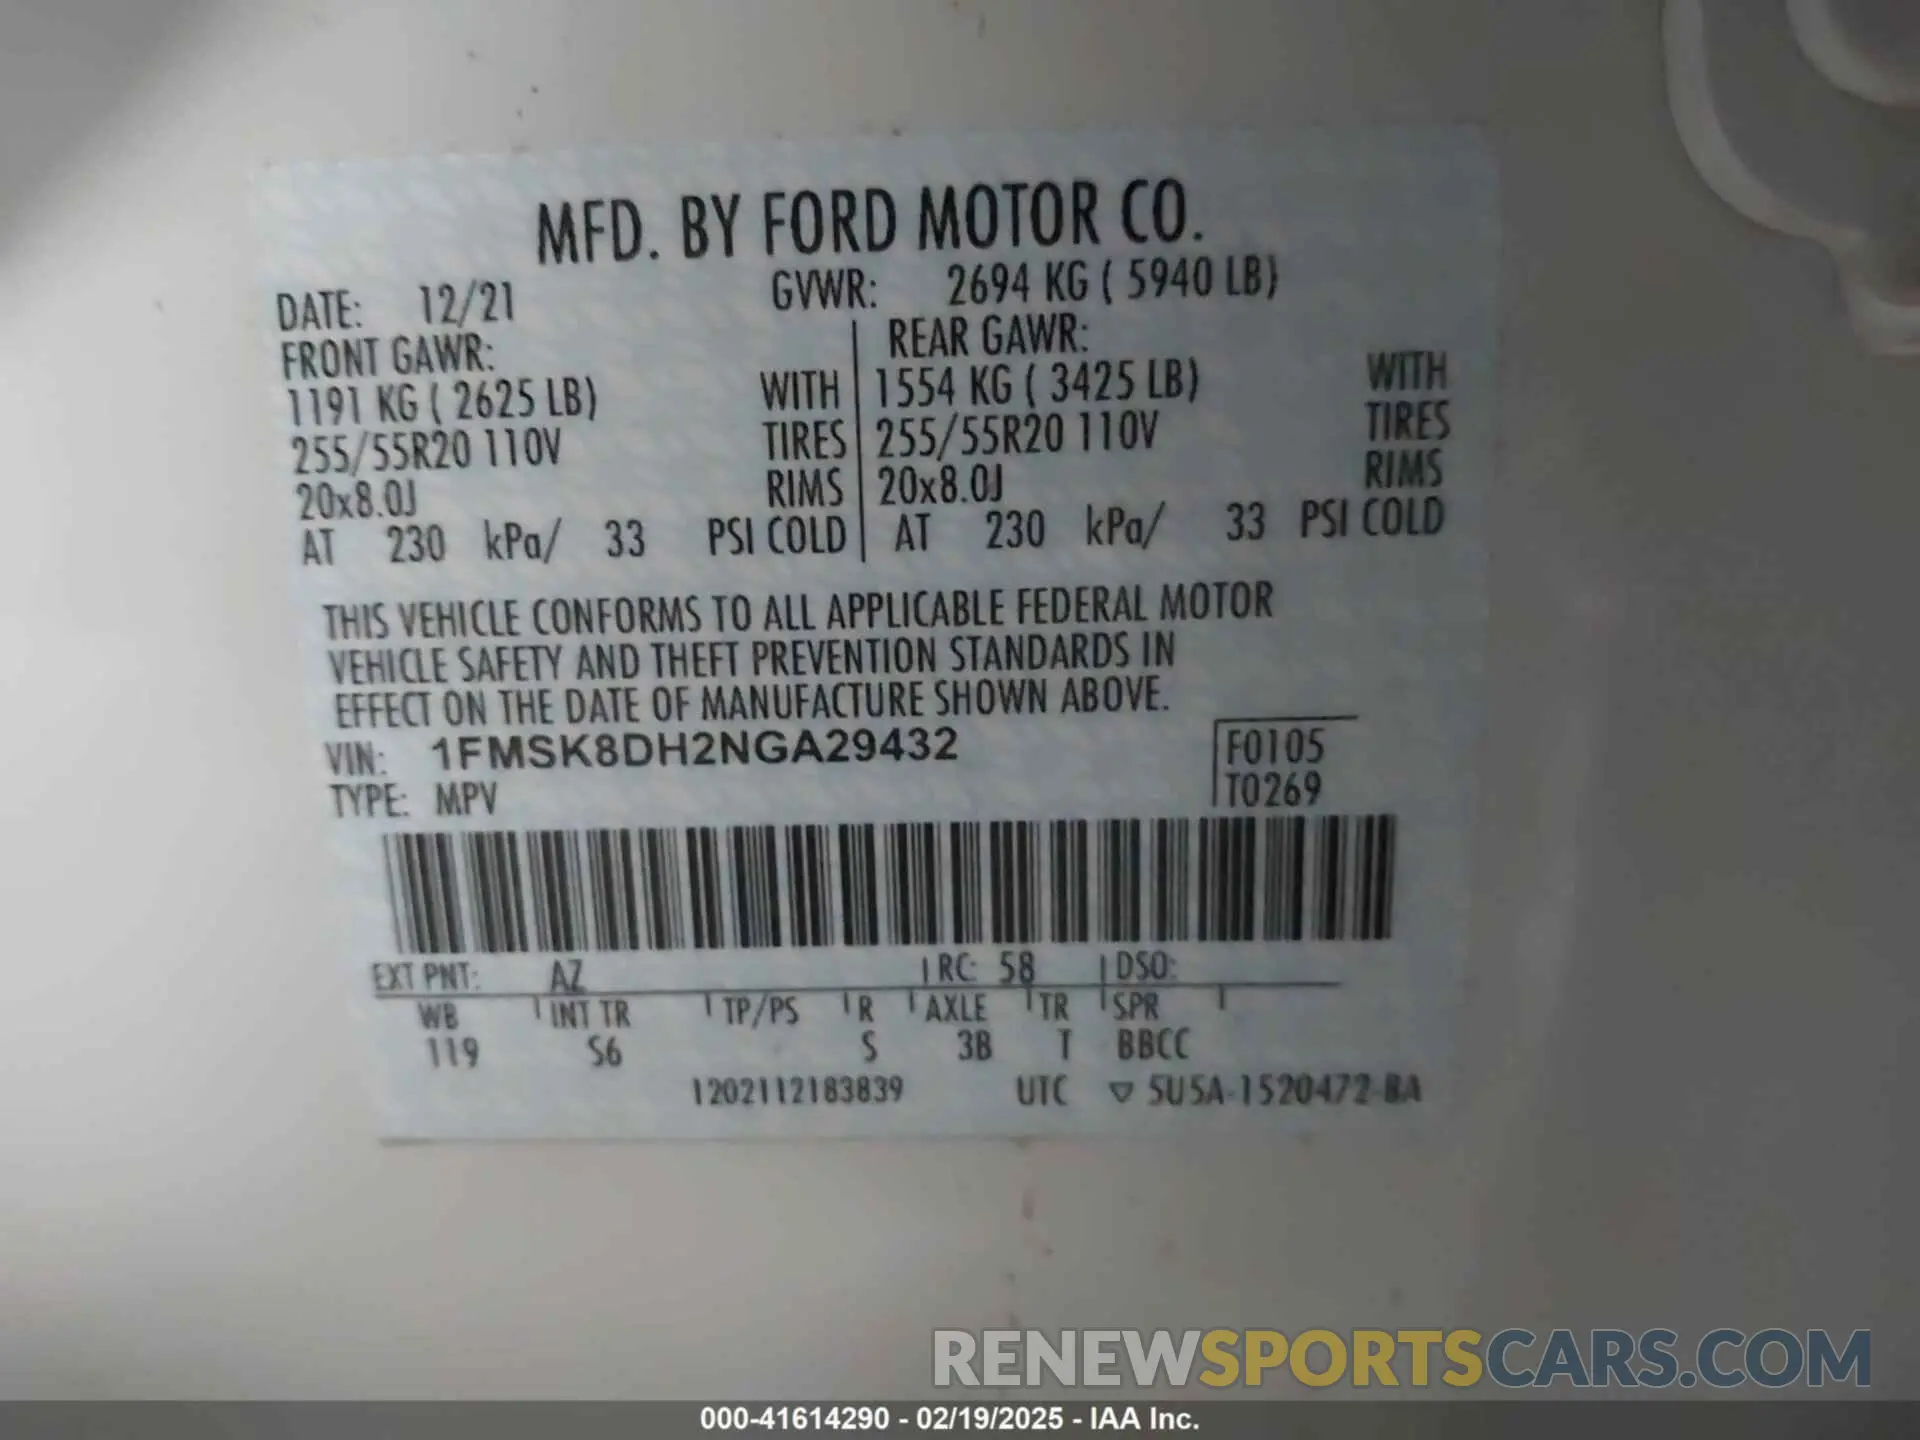 MFD. BY FORD MOTOR CO.
DATE: 12/21 GVWR: 2694 KG ( 5940 LB)
FRONT GAWR: REAR GAWR:
1191 KG ( 2625 LB) WITH 1554 KG ( 3425 LB) WITH
255/55R20 110V TIRES 255/55R20 110V TIRES
20x8.0J RIMS 20x8.0J RIMS
AT 230 kPa/ 33 PSI COLD AT 230 kPa/ 33 PSI COLD
THIS VEHICLE CONFORMS TO ALL APPLICABLE FEDERAL MOTOR
VEHICLE SAFETY AND THEFT PREVENTION STANDARDS IN
EFFECT ON THE DATE OF MANUFACTURE SHOWN ABOVE.
VIN: 1FMSK8DH2NGA29432 F0105
TYPE: MPV T0269
EXT PNT: AZ RC: 58 DSO:
WB INT TR TP/PS R AXLE TR SPR
119 S6 S 3B T BBCC
1202112183839 UTC ▽ 5U5A-1520472-BA
RENEWSPORTSCARS.COM
000-41614290 - 02/19/2025 - IAA Inc.